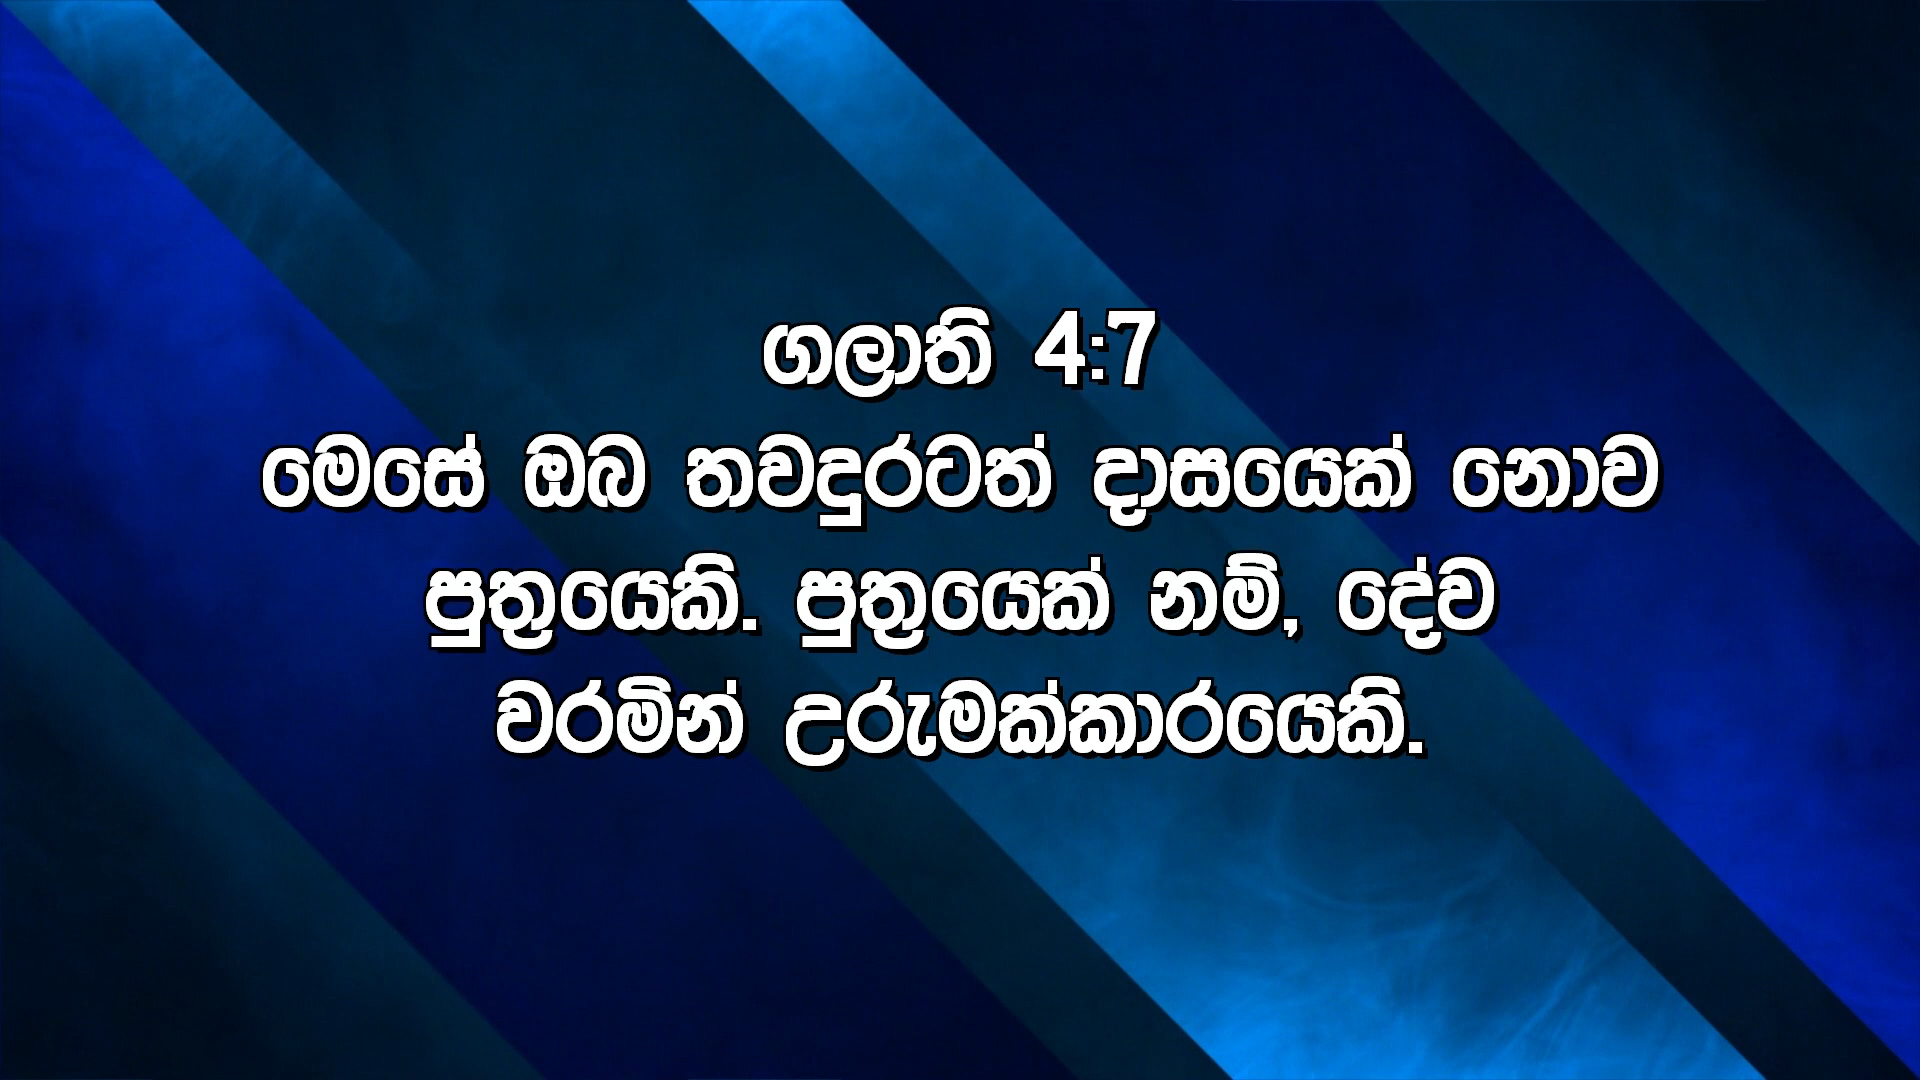 ගලාති 4:7
මෙසේ ඔබ තවදුරටත් දාසයෙක් නොව
පුත්‍රයෙකි. පුත්‍රයෙක් නම්, දේව
වරමින් උරුමක්කාරයෙකි.